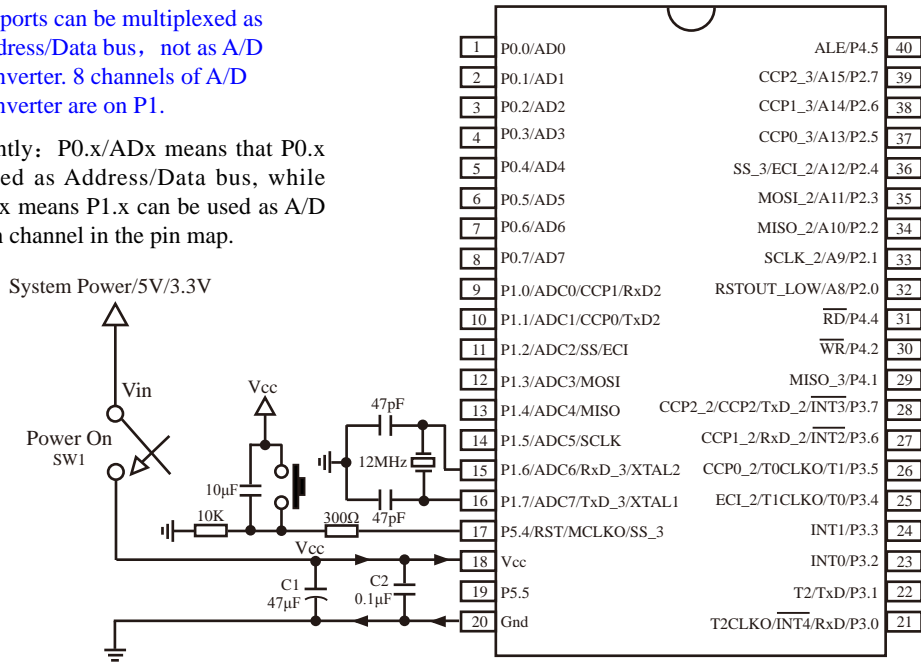 ports can be multiplexed as
dress/Data bus，not as A/D
nverter. 8 channels of A/D
nverter are on P1.
ntly：P0.x/ADx means that P0.x
ed as Address/Data bus, while
x means P1.x can be used as A/D
n channel in the pin map.
System Power/5V/3.3V
Vin
Power On
SW1
Vcc
10μF
10K
300Ω
47pF
12MHz
47pF
Vcc
C1
47μF
C2
0.1μF
1 P0.0/AD0
2 P0.1/AD1
3 P0.2/AD2
4 P0.3/AD3
5 P0.4/AD4
6 P0.5/AD5
7 P0.6/AD6
8 P0.7/AD7
9 P1.0/ADC0/CCP1/RxD2
10 P1.1/ADC1/CCP0/TxD2
11 P1.2/ADC2/SS/ECI
12 P1.3/ADC3/MOSI
13 P1.4/ADC4/MISO
14 P1.5/ADC5/SCLK
15 P1.6/ADC6/RxD_3/XTAL2
16 P1.7/ADC7/TxD_3/XTAL1
17 P5.4/RST/MCLKO/SS_3
18 Vcc
19 P5.5
20 Gnd
ALE/P4.5 40
CCP2_3/A15/P2.7 39
CCP1_3/A14/P2.6 38
CCP0_3/A13/P2.5 37
SS_3/ECI_2/A12/P2.4 36
MOSI_2/A11/P2.3 35
MISO_2/A10/P2.2 34
SCLK_2/A9/P2.1 33
RSTOUT_LOW/A8/P2.0 32
RD/P4.4 31
WR/P4.2 30
MISO_3/P4.1 29
CCP2_2/CCP2/TxD_2/INT3/P3.7 28
CCP1_2/RxD_2/INT2/P3.6 27
CCP0_2/T0CLKO/T1/P3.5 26
ECI_2/T1CLKO/T0/P3.4 25
INT1/P3.3 24
INT0/P3.2 23
T2/TxD/P3.1 22
T2CLKO/INT4/RxD/P3.0 21